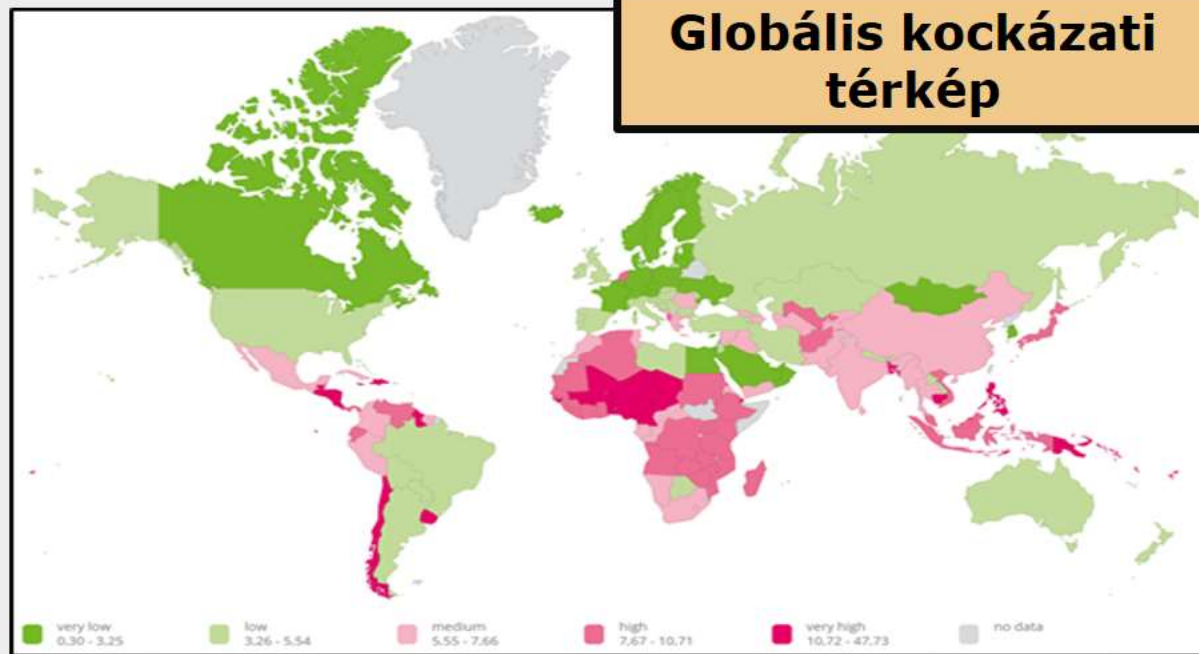 Globális kockázati
térkép
very low
0.30 - 3.25
low
3.26 - 5.54
medium
5.55 - 7.66
high
7,67 - 10,71
very high
10,72 - 47,73
no data